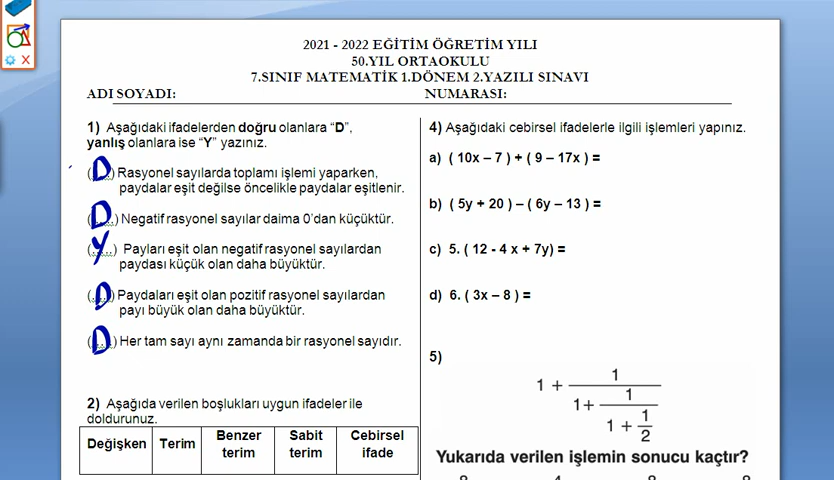 2021 - 2022 EĞİTİM ÖĞRETİM YILI
50.YIL ORTAOKULU
7.SINIF MATEMATİK 1.DÖNEM 2.YAZILI SINAVI
ADI SOYADI: NUMARASI:
1) Aşağıdaki ifadelerden doğru olanlara “D”,
yanlış olanlara ise “Y” yazınız.
(D) Rasyonel sayılarda toplamı işlemi yaparken,
paydalar eşit değilse öncelikle paydalar eşitlenir.
(D) Negatif rasyonel sayılar daima 0'dan küçüktür.
(Y) Payları eşit olan negatif rasyonel sayılardan
paydası küçük olan daha büyüktür.
(D) Paydaları eşit olan pozitif rasyonel sayılardan
payı büyük olan daha büyüktür.
(D) Her tam sayı aynı zamanda bir rasyonel sayıdır.
2) Aşağıda verilen boşlukları uygun ifadeler ile
doldurunuz.
Değişken Terim Benzer terim Sabit terim Cebirsel ifade
4) Aşağıdaki cebirsel ifadelerle ilgili işlemleri yapınız.
a) ( 10x – 7 ) + ( 9 – 17x ) =
b) ( 5y + 20 ) – ( 6y – 13 ) =
c) 5. ( 12 - 4 x + 7y) =
d) 6. ( 3x – 8 ) =
5)
1
1 +
1
1+
1
1 +
2
Yukarıda verilen işlemin sonucu kaçtır?